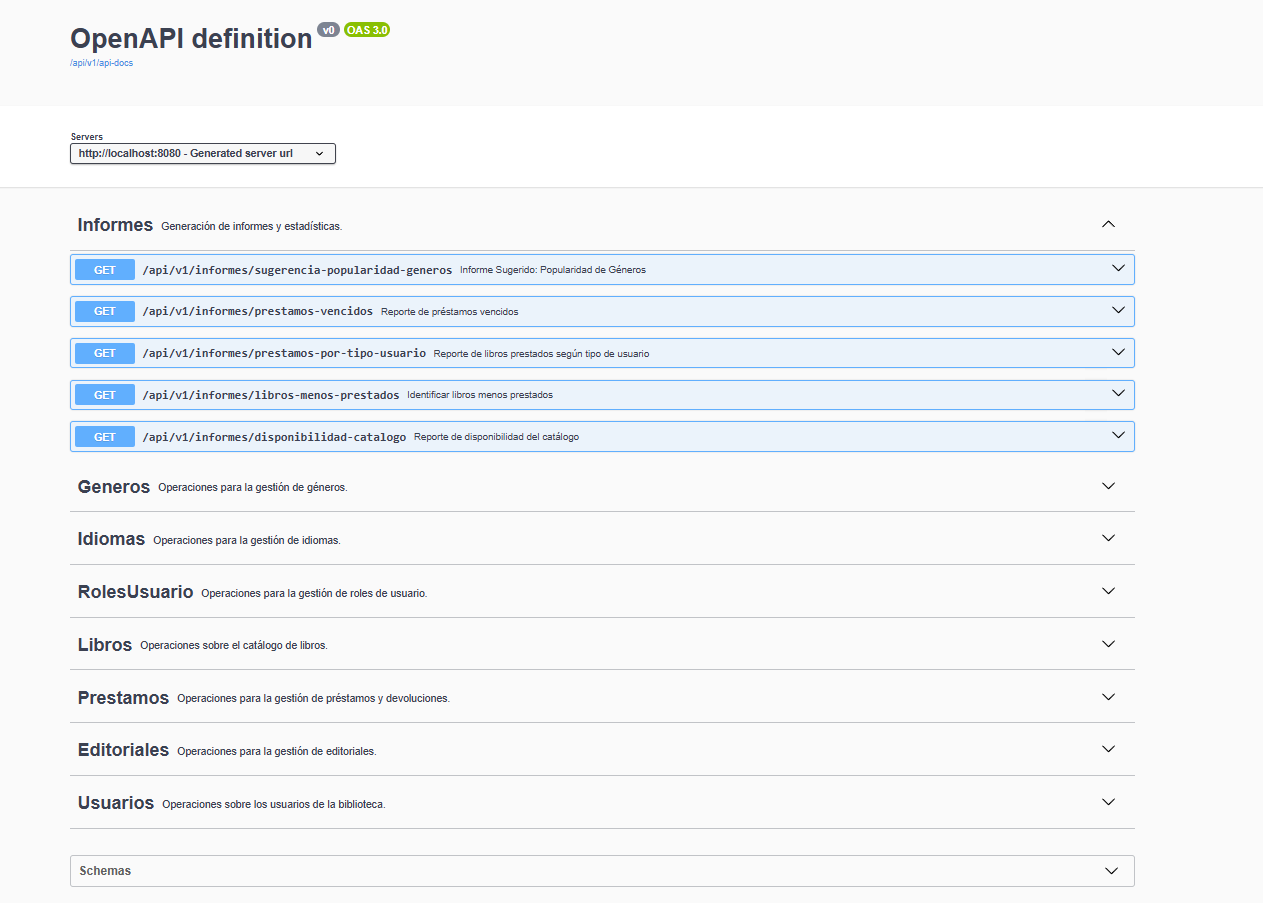 OpenAPI definition v0 OAS 3.0
/api/v1/api-docs
Servers
http://localhost:8080 - Generated server url
Informes Generación de informes y estadísticas.
GET /api/v1/informes/sugerencia-popularidad-generos Informe Sugerido: Popularidad de Géneros
GET /api/v1/informes/prestamos-vencidos Reporte de préstamos vencidos
GET /api/v1/informes/prestamos-por-tipo-usuario Reporte de libros prestados según tipo de usuario
GET /api/v1/informes/libros-menos-prestados Identificar libros menos prestados
GET /api/v1/informes/disponibilidad-catalogo Reporte de disponibilidad del catálogo
Generos Operaciones para la gestión de géneros.
Idiomas Operaciones para la gestión de idiomas.
RolesUsuario Operaciones para la gestión de roles de usuario.
Libros Operaciones sobre el catálogo de libros.
Prestamos Operaciones para la gestión de préstamos y devoluciones.
Editoriales Operaciones para la gestión de editoriales.
Usuarios Operaciones sobre los usuarios de la biblioteca.
Schemas